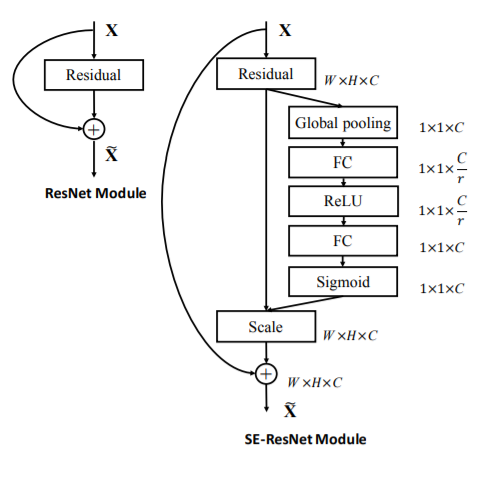 X
Residual
+
X̃
ResNet Module
X
Residual
W×H×C
Global pooling
1×1×C
FC
1×1×C/r
ReLU
1×1×C/r
FC
1×1×C
Sigmoid
1×1×C
Scale
W×H×C
+
W×H×C
X̃
SE-ResNet Module